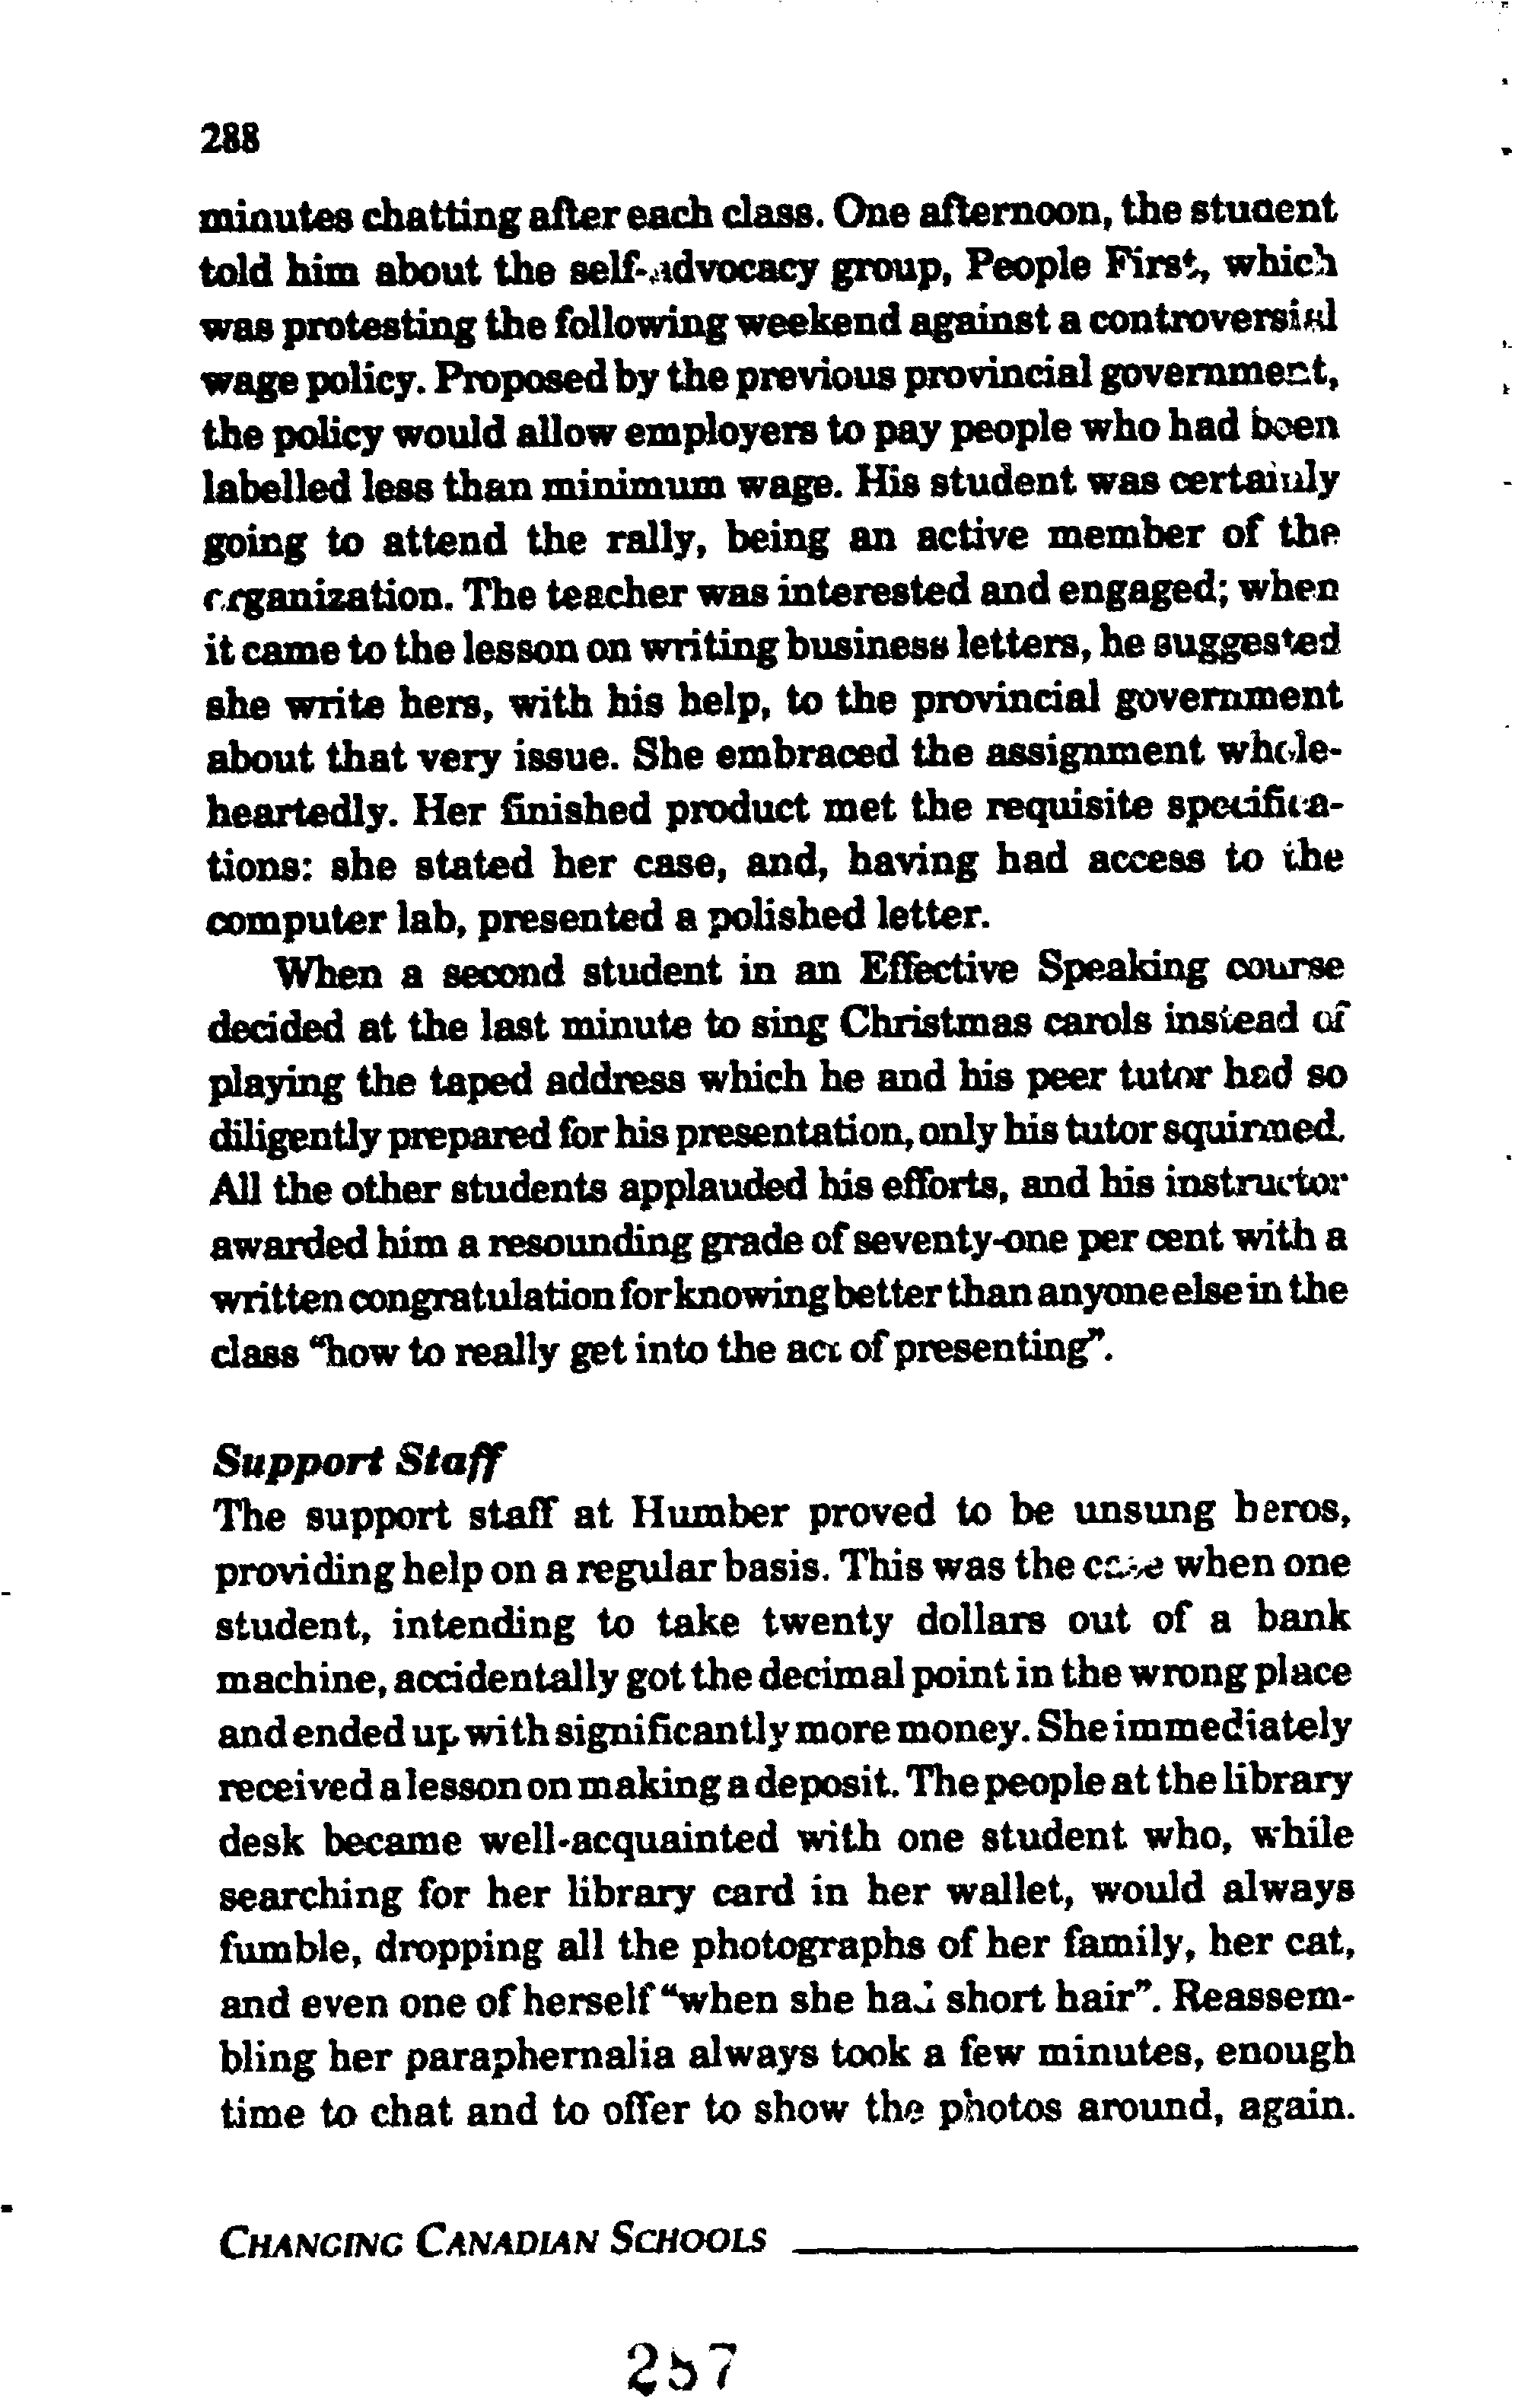 288
minutes chatting after each class. One afternoon, the student
told him about the self-advocacy group, People First, which
was protesting the following weekend against a controversial
wage policy. Proposed by the previous provincial government,
the policy would allow employers to pay people who had been
labelled less than minimum wage. His student was certainly
going to attend the rally, being an active member of the
organization. The teacher was interested and engaged; when
it came to the lesson on writing business letters, he suggested
she write hers, with his help, to the provincial government
about that very issue. She embraced the assignment whole-
heartedly. Her finished product met the requisite specifica-
tions: she stated her case, and, having had access to the
computer lab, presented a polished letter.
When a second student in an Effective Speaking course
decided at the last minute to sing Christmas carols instead of
playing the taped address which he and his peer tutor had so
diligently prepared for his presentation, only his tutor squirmed.
All the other students applauded his efforts, and his instructor
awarded him a resounding grade of seventy-one per cent with a
written congratulation for knowing better than anyone else in the
class "how to really get into the act of presenting".
Support Staff
The support staff at Humber proved to be unsung heros,
providing help on a regular basis. This was the case when one
student, intending to take twenty dollars out of a bank
machine, accidentally got the decimal point in the wrong place
and ended up with significantly more money. She immediately
received a lesson on making a deposit. The people at the library
desk became well-acquainted with one student who, while
searching for her library card in her wallet, would always
fumble, dropping all the photographs of her family, her cat,
and even one of herself "when she had short hair". Reassem-
bling her paraphernalia always took a few minutes, enough
time to chat and to offer to show the photos around, again.
CHANGING CANADIAN SCHOOLS
257